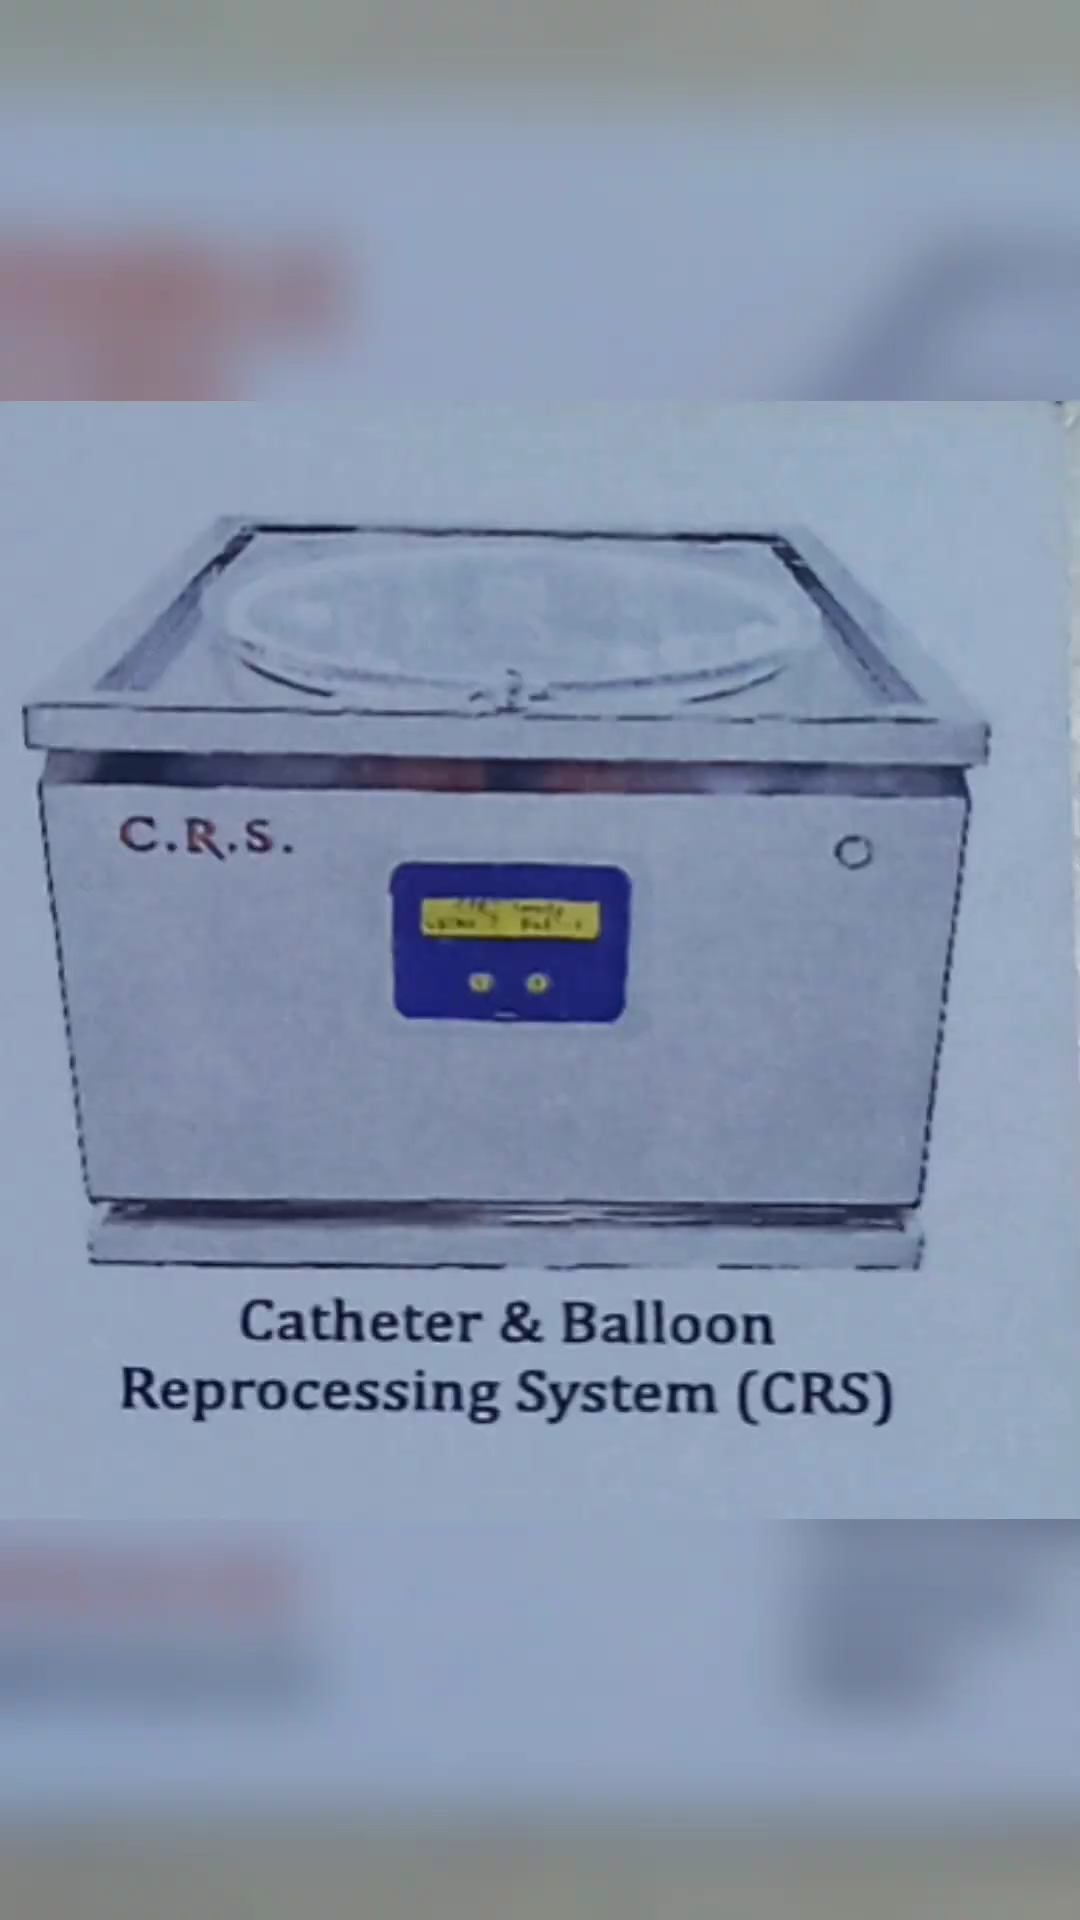 C.R.S.
Catheter & Balloon
Reprocessing System (CRS)